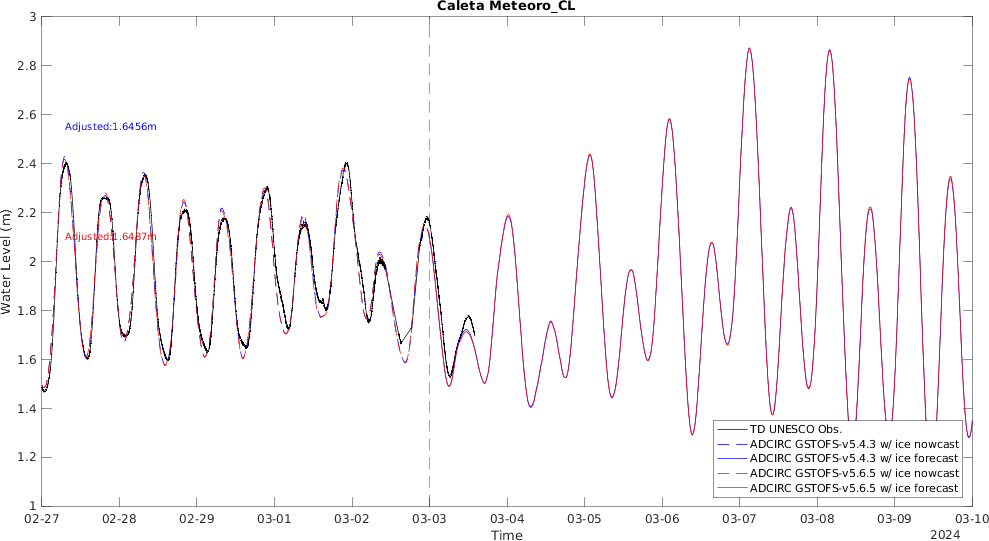 Caleta Meteoro_CL
Water Level (m)
3
2.8
2.6
2.4
2.2
2
1.8
1.6
1.4
1.2
1
Adjusted:1.6456m
Adjusted:1.6487m
TD UNESCO Obs.
ADCIRC GSTOFS-v5.4.3 w/ ice nowcast
ADCIRC GSTOFS-v5.4.3 w/ ice forecast
ADCIRC GSTOFS-v5.6.5 w/ ice nowcast
ADCIRC GSTOFS-v5.6.5 w/ ice forecast
02-27 02-28 02-29 03-01 03-02 03-03 03-04 03-05 03-06 03-07 03-08 03-09 03-10
Time
2024